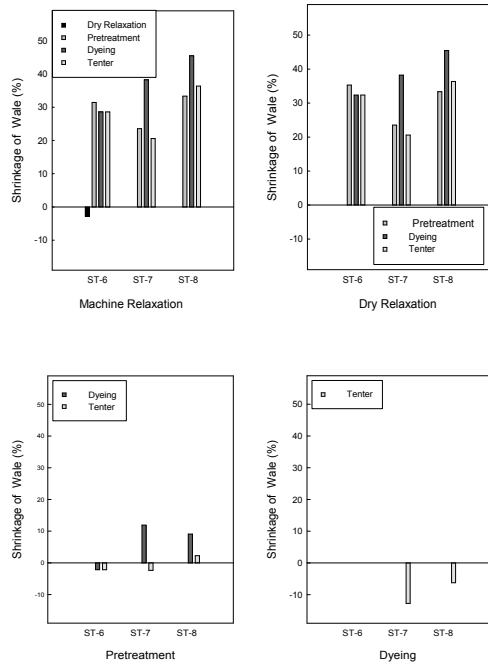 Dry Relaxation
Pretreatment
Dyeing
Tenter
Shrinkage of Wale (%)
50
40
30
20
10
0
-10
ST-6 ST-7 ST-8
Machine Relaxation
Shrinkage of Wale (%)
50
40
30
20
10
0
-10
Pretreatment
Dyeing
Tenter
ST-6 ST-7 ST-8
Dry Relaxation
Dyeing
Tenter
Shrinkage of Wale (%)
50
40
30
20
10
0
-10
ST-6 ST-7 ST-8
Pretreatment
Tenter
Shrinkage of Wale (%)
50
40
30
20
10
0
-10
ST-6 ST-7 ST-8
Dyeing